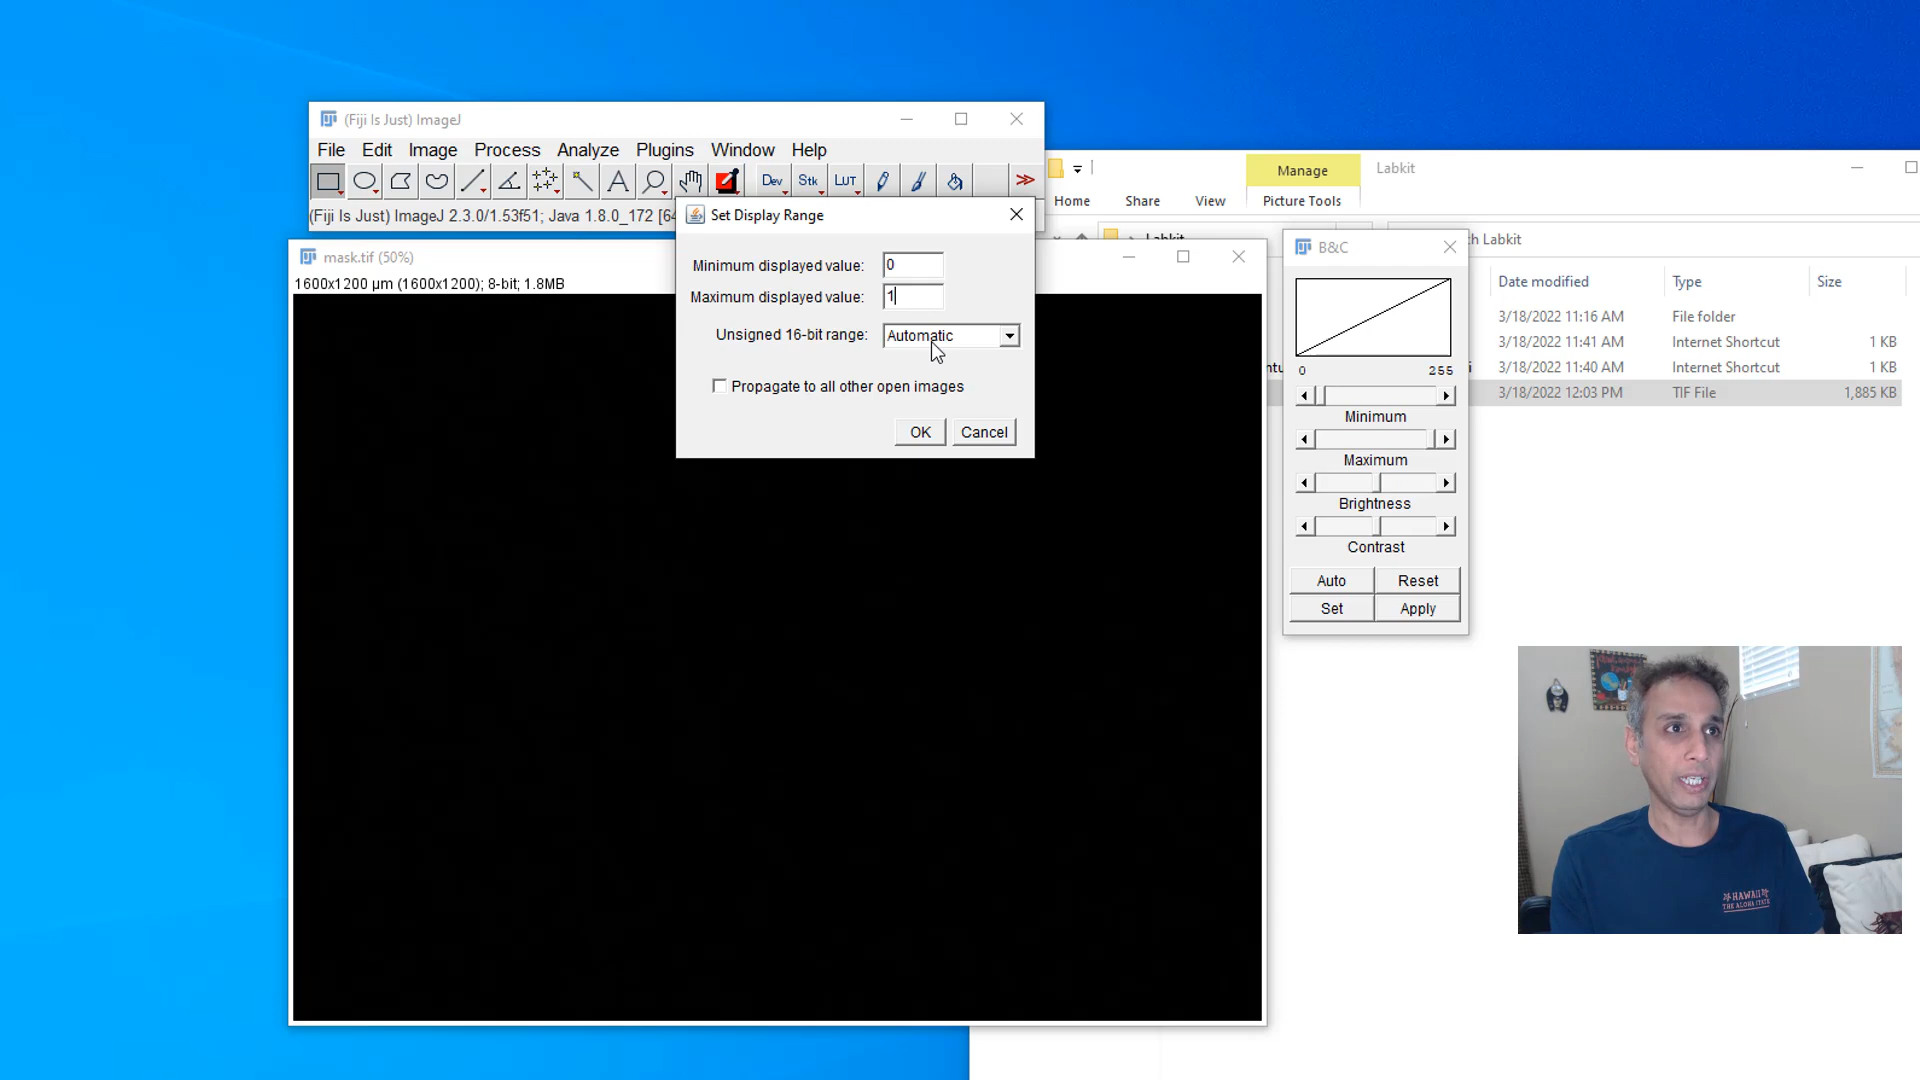 (Fiji Is Just) ImageJ
File Edit Image Process Analyze Plugins Window Help
Dev Stk LUT >>
(Fiji Is Just) ImageJ 2.3.0/1.53f51; Java 1.8.0_172 [64
Set Display Range
Minimum displayed value: 0
Maximum displayed value: 1
Unsigned 16-bit range: Automatic
Propagate to all other open images
OK Cancel
mask.tif (50%)
1600x1200 µm (1600x1200); 8-bit; 1.8MB
Manage Labkit
Home Share View Picture Tools
Labkit
h Labkit
B&C
0 255
Minimum
Maximum
Brightness
Contrast
Auto Reset
Set Apply
Date modified Type Size
3/18/2022 11:16 AM File folder
3/18/2022 11:41 AM Internet Shortcut 1 KB
3/18/2022 11:40 AM Internet Shortcut 1 KB
3/18/2022 12:03 PM TIF File 1,885 KB
HAWAII
THE ALOHA STATE